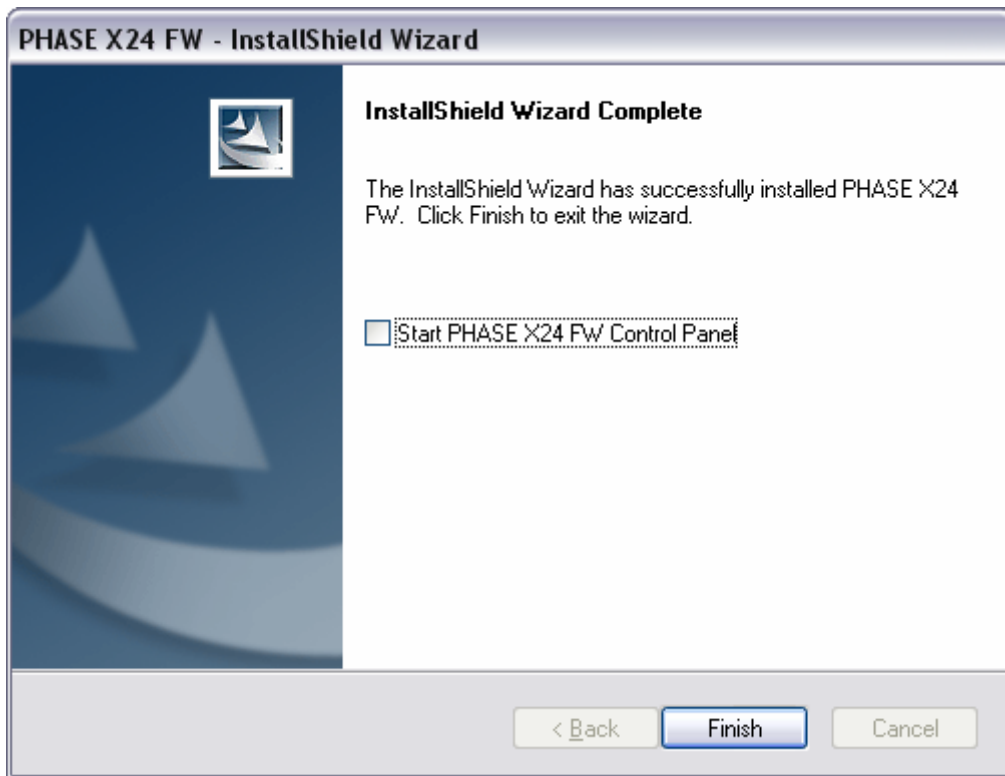 PHASE X24 FW - InstallShield Wizard
InstallShield Wizard Complete
The InstallShield Wizard has successfully installed PHASE X24
FW.  Click Finish to exit the wizard.
Start PHASE X24 FW Control Panel
< Back
Finish
Cancel